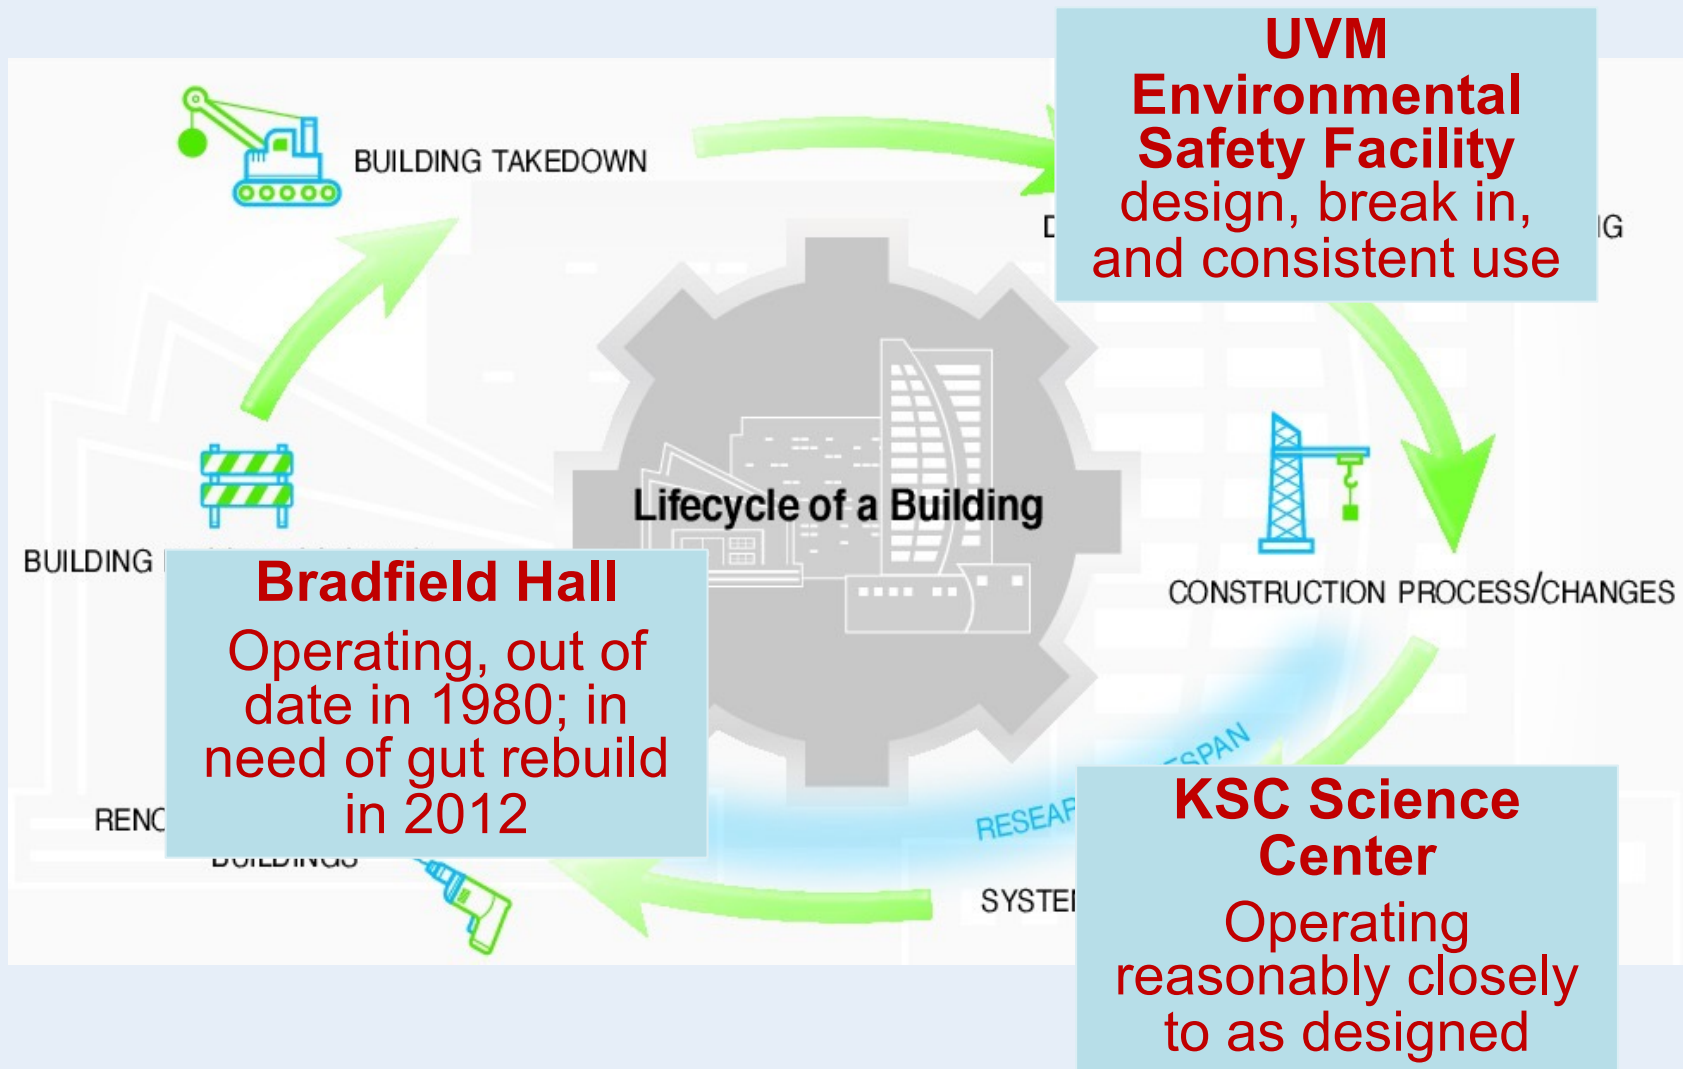 UVM
Environmental
Safety Facility
design, break in,
and consistent use
BUILDING TAKEDOWN
Lifecycle of a Building
CONSTRUCTION PROCESS/CHANGES
BUILDING
Bradfield Hall
Operating, out of
date in 1980; in
need of gut rebuild
in 2012
BUILDINGS
KSC Science
Center
Operating
reasonably closely
to as designed